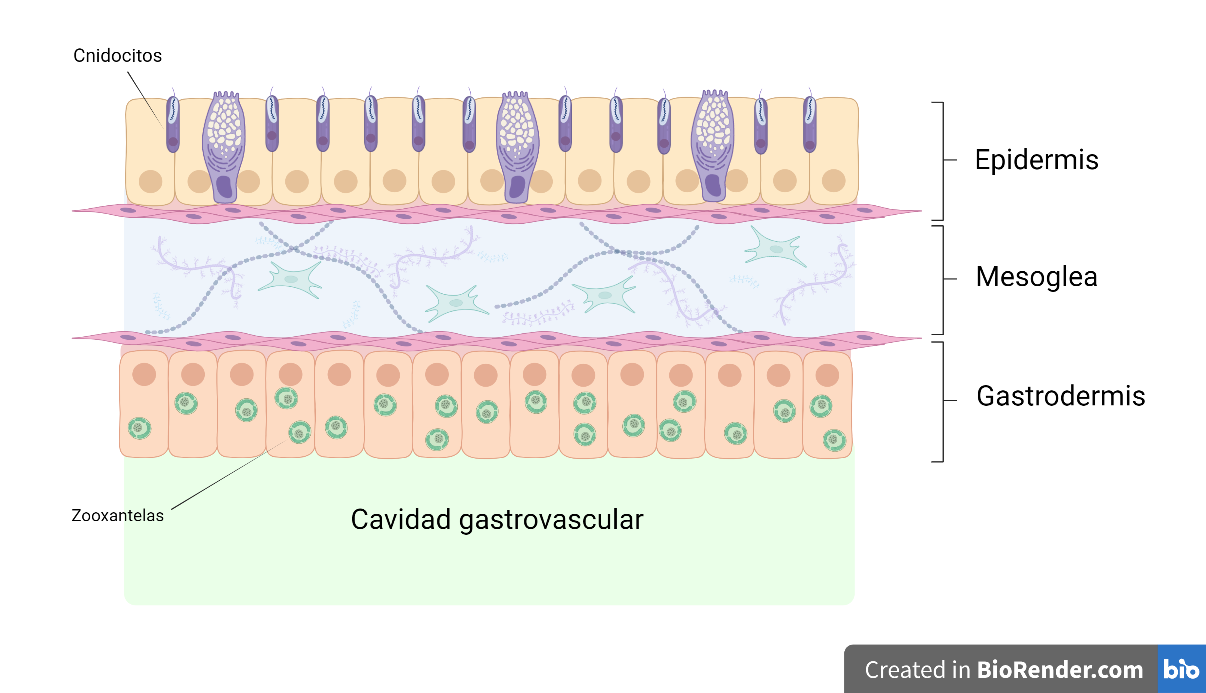 Cnidocitos
Epidermis
Mesoglea
Gastrodermis
Zooxantelas
Cavidad gastrovascular
Created in BioRender.com bio